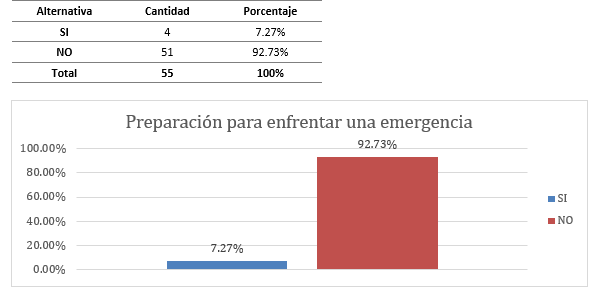 Alternativa Cantidad Porcentaje
SI 4 7.27%
NO 51 92.73%
Total 55 100%
Preparación para enfrentar una emergencia
92.73%
100.00%
80.00%
60.00%
40.00%
20.00%
0.00%
7.27%
SI
NO